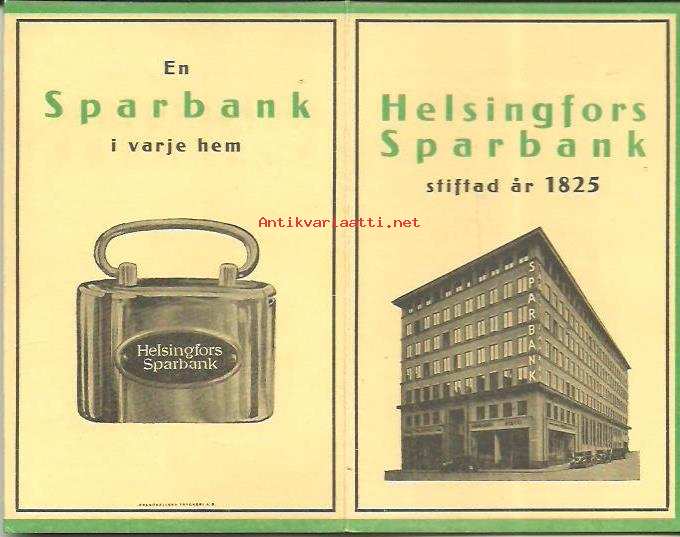 En
Sparbank
i varje hem
Helsingfors
Sparbank
Helsingfors
Sparbank
stiftad år 1825
SPARBANK
Antikvariaatti.net